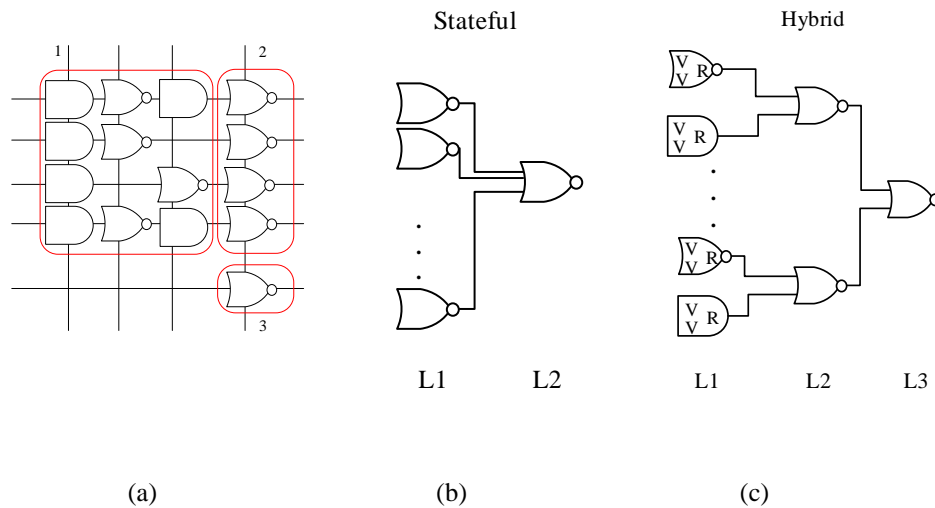 Stateful
Hybrid
1
2
3
V
V R
V
V R
V
V R
V
V R
L1
L2
L1
L2
L3
(a)
(b)
(c)